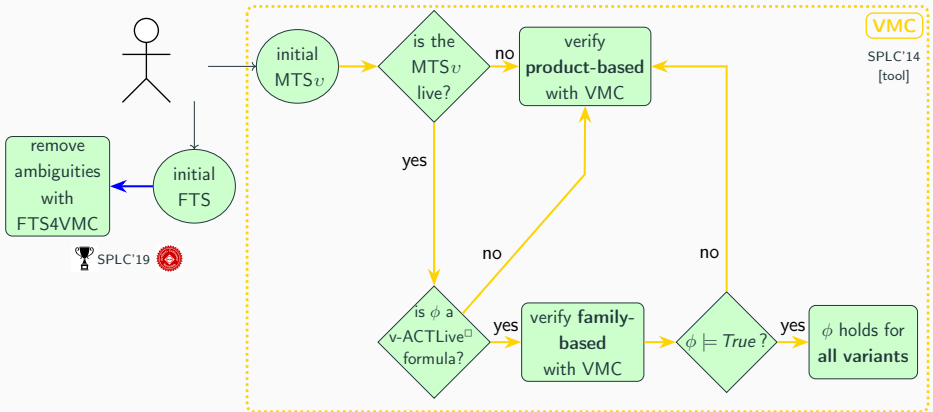 VMC
SPLC'14
[tool]
initial
MTSυ
is the
MTSυ
live?
no
verify
product-based
with VMC
remove
ambiguities
with
FTS4VMC
initial
FTS
SPLC'19
yes
no
no
is ϕ a
v-ACTLive□
formula?
yes
verify family-
based
with VMC
ϕ ⊨ True ?
yes
ϕ holds for
all variants